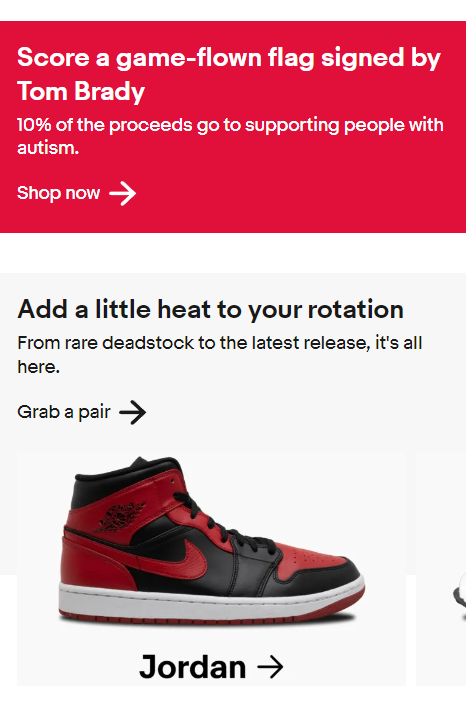 Score a game-flown flag signed by
Tom Brady
10% of the proceeds go to supporting people with
autism.
Shop now
Add a little heat to your rotation
From rare deadstock to the latest release, it's all
here.
Grab a pair
Jordan